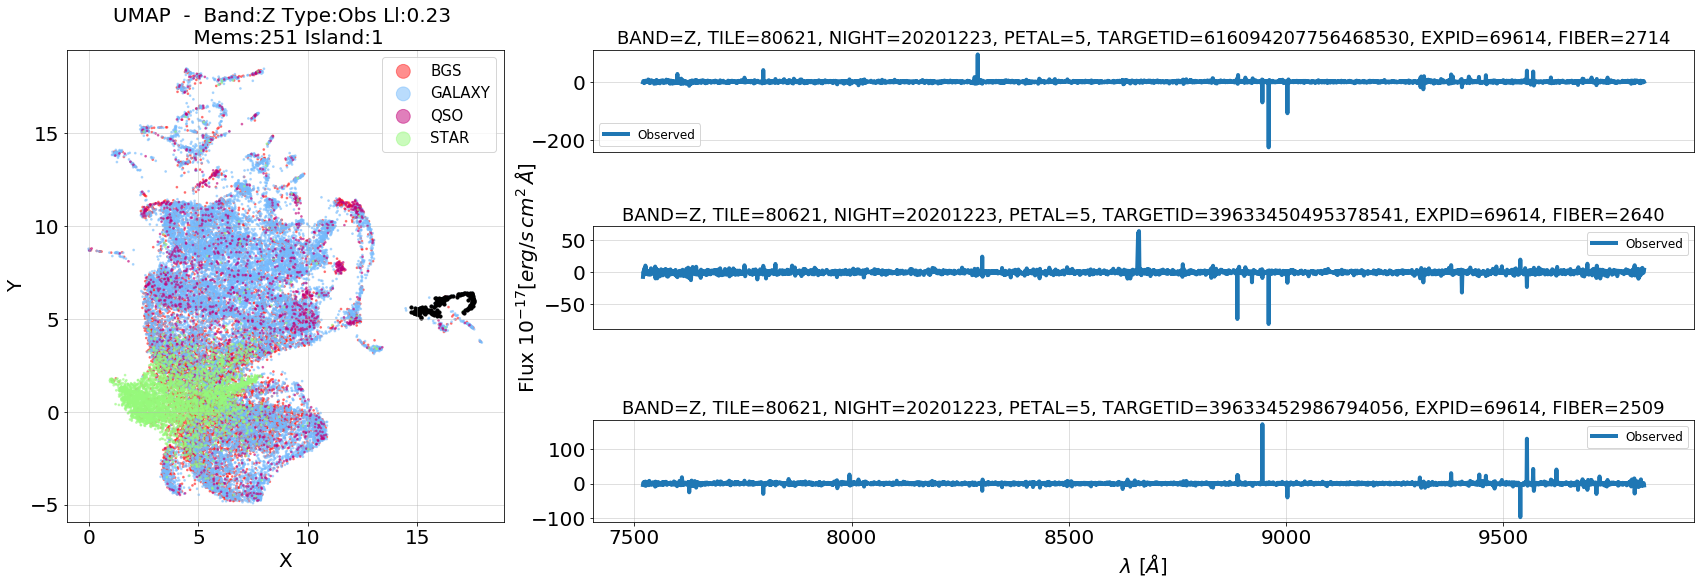 UMAP - Band:Z Type:Obs Ll:0.23
Mems:251 Island:1
BGS
GALAXY
QSO
STAR
15
10
5
0
−5
Y
0
5
10
15
X
Flux 10⁻¹⁷[erg/s cm² Å]
BAND=Z, TILE=80621, NIGHT=20201223, PETAL=5, TARGETID=616094207756468530, EXPID=69614, FIBER=2714
0
−200
Observed
BAND=Z, TILE=80621, NIGHT=20201223, PETAL=5, TARGETID=39633450495378541, EXPID=69614, FIBER=2640
50
0
−50
Observed
BAND=Z, TILE=80621, NIGHT=20201223, PETAL=5, TARGETID=39633452986794056, EXPID=69614, FIBER=2509
100
0
−100
Observed
7500
8000
8500
9000
9500
λ [Å]